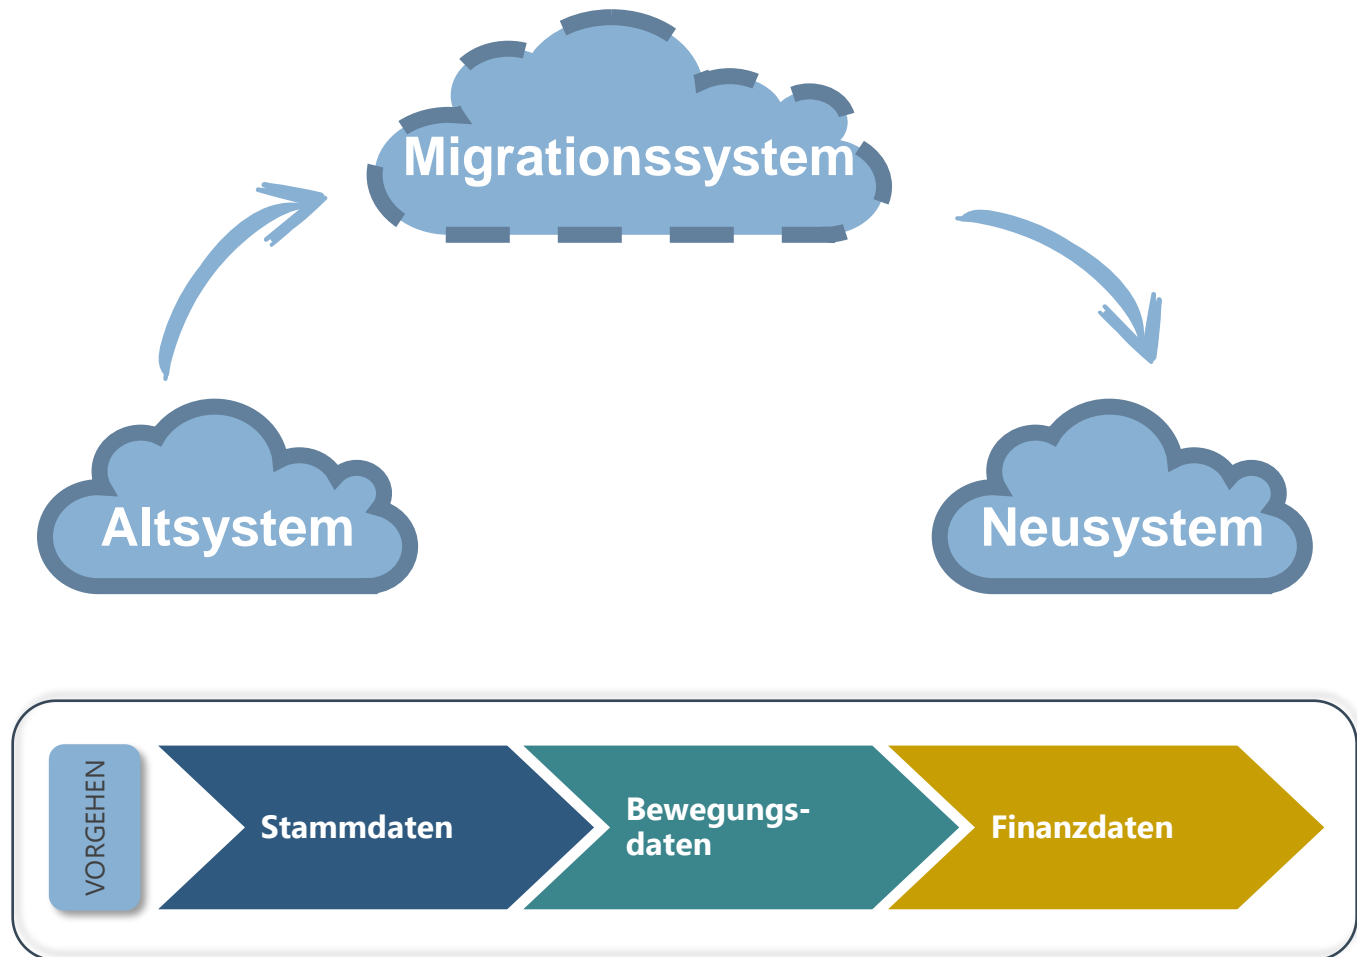 Migrationssystem
Altsystem
Neusystem
VORGEHEN
Stammdaten
Bewegungs-
daten
Finanzdaten